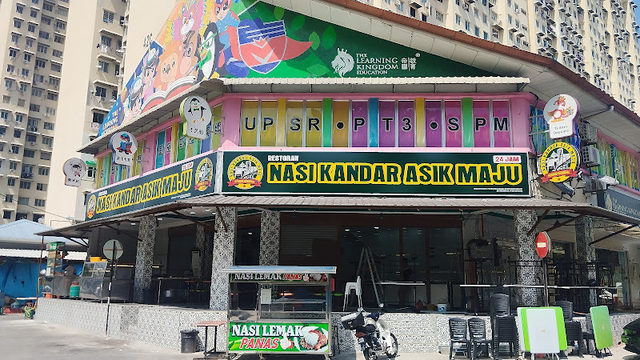 THE
LEARNING
KINGDOM
EDUCATION
UPSR • PT3 • SPM
RESTORAN
24 JAM
NASI KANDAR ASIK MAJU
NASI KANDAR ASIK MAJU
NASI LEMAK PANAS
NASI LEMAK
PANAS